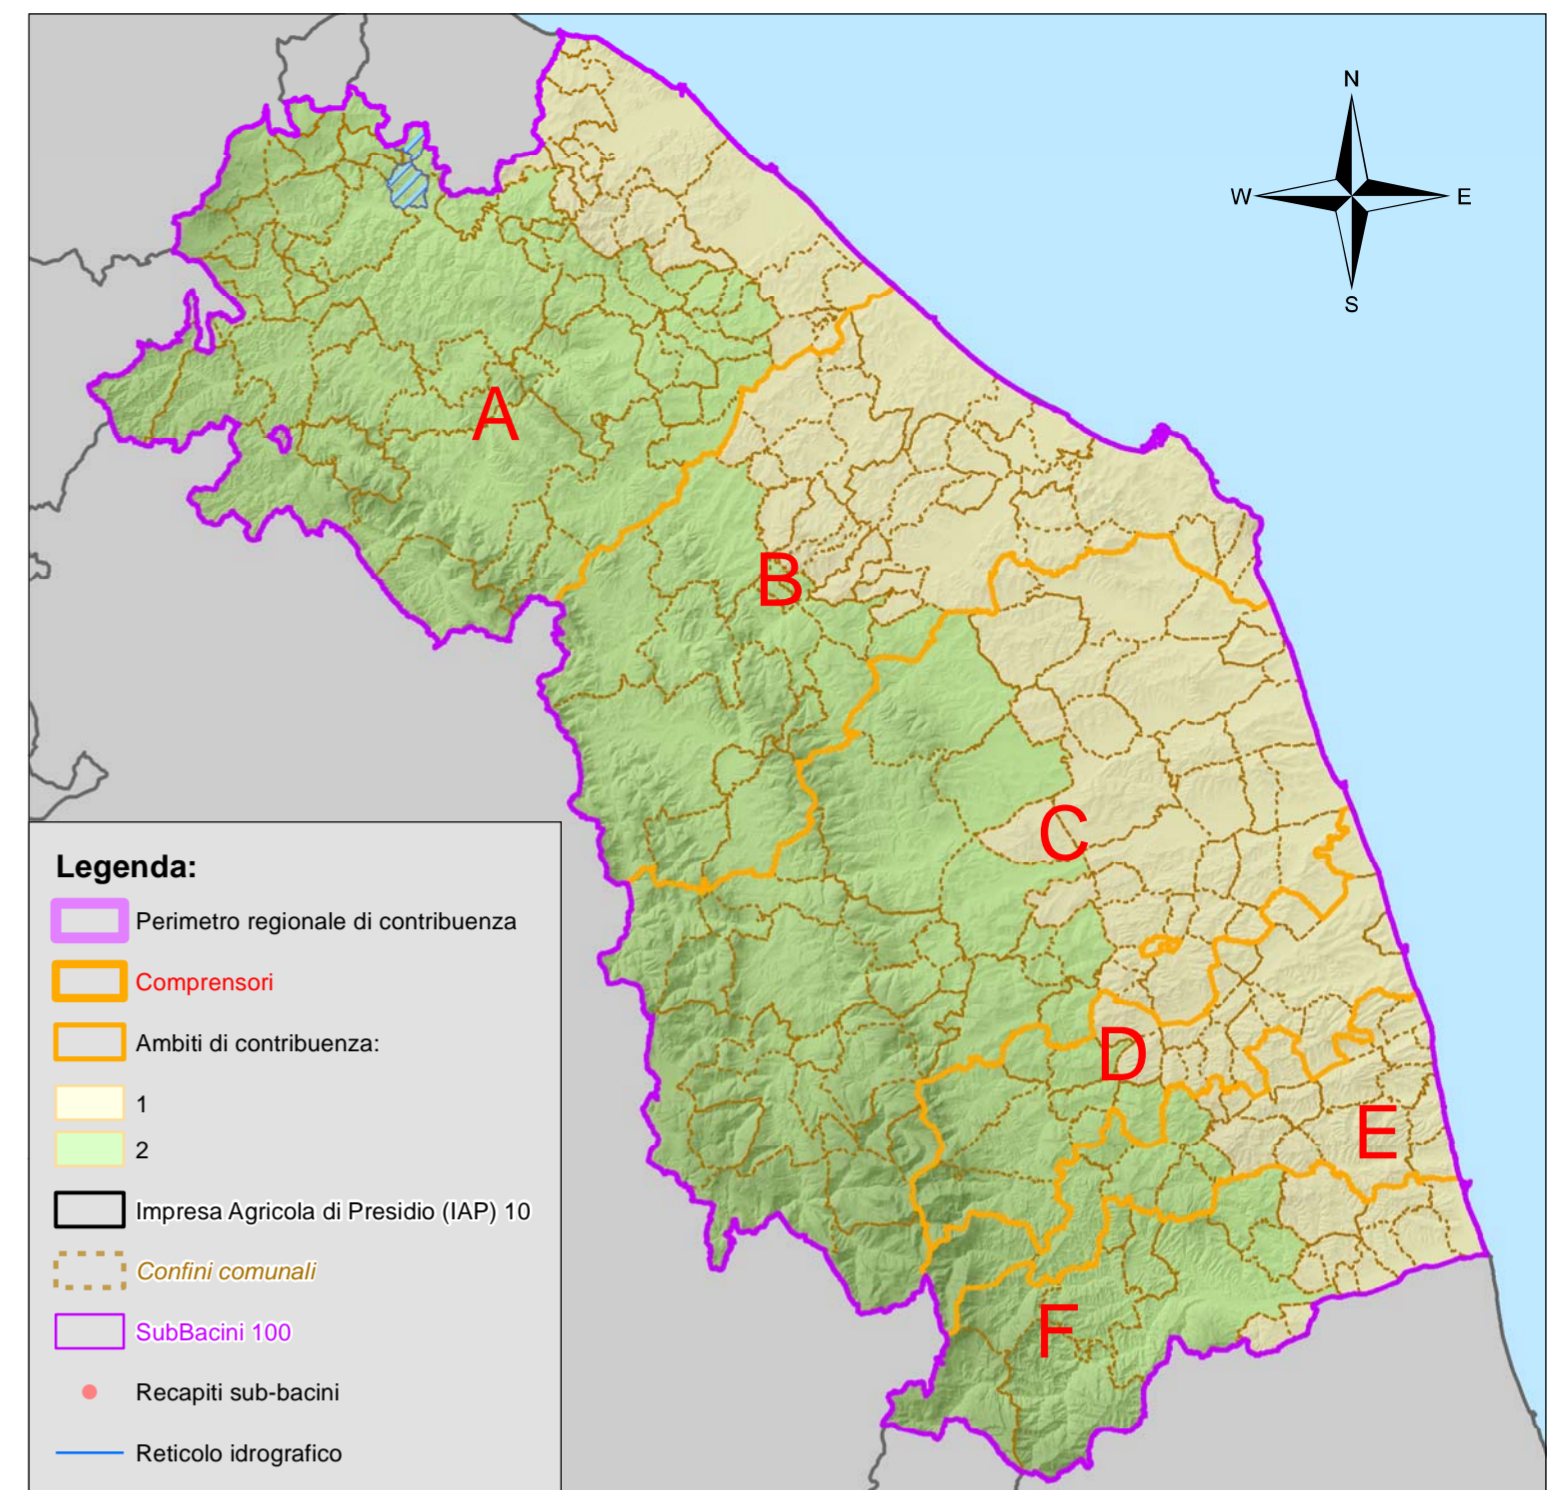 N
W E
S
A
B
C
D
E
F
Legenda:
Perimetro regionale di contribuenza
Comprensori
Ambiti di contribuenza:
1
2
Impresa Agricola di Presidio (IAP) 10
Confini comunali
SubBacini 100
Recapiti sub-bacini
Reticolo idrografico